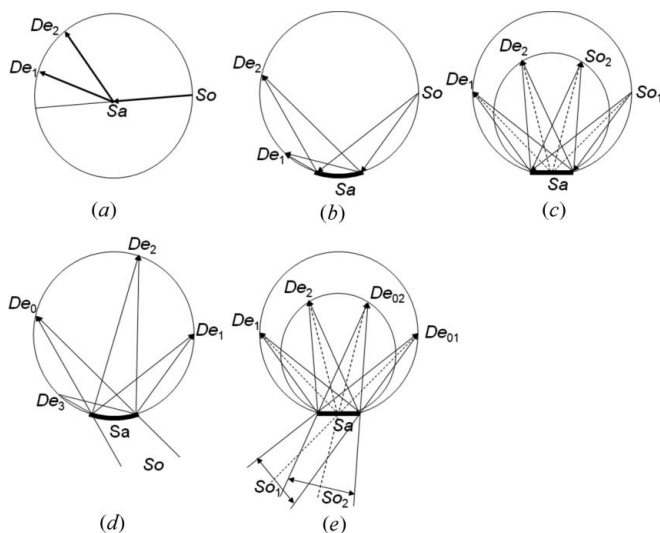 De₂
De₁
Sa
So
(a)
De₂
So
De₁
Sa
(b)
De₂ So₂
De₁ So₁
Sa
(c)
De₂
De₀
De₁
De₃
Sa
So
(d)
De₂ De₀₂
De₁ De₀₁
Sa
So₁ So₂
(e)